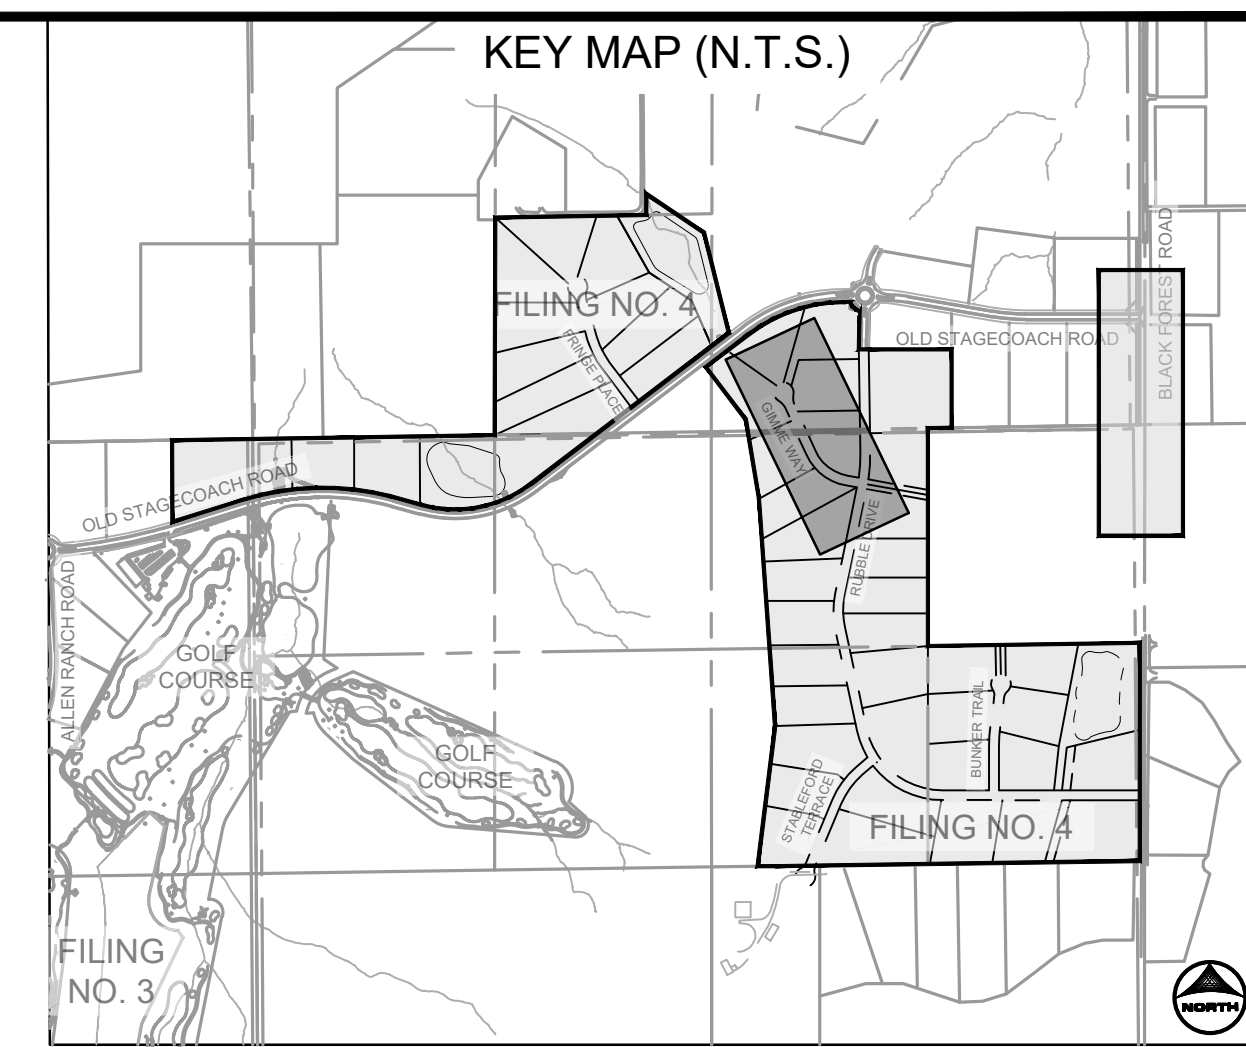 KEY MAP (N.T.S.)
BLACK FOREST ROAD
FILING NO. 4
OLD STAGECOACH ROAD
FRINGE PLACE
GIMME WAY
OLD STAGECOACH ROAD
RUBBLE DRIVE
ALLEN RANCH ROAD
GOLF
COURSE
BUNKER TRAIL
GOLF
COURSE
STABLEFORD
TERRACE
FILING NO. 4
FILING
NO. 3
NORTH